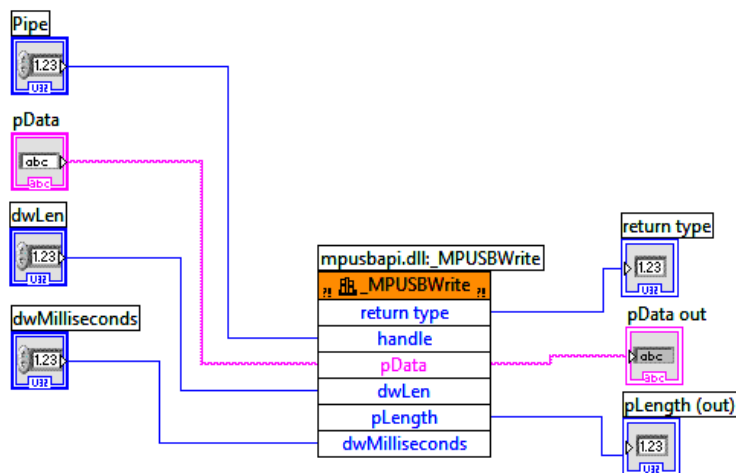 Pipe
1.23
U32
pData
abc
abc
dwLen
1.23
U32
dwMilliseconds
1.23
U32
mpusbapi.dll:_MPUSBWrite
?! _MPUSBWrite ?!
return type
handle
pData
dwLen
pLength
dwMilliseconds
return type
1.23
U32
pData out
abc
abc
pLength (out)
1.23
U32